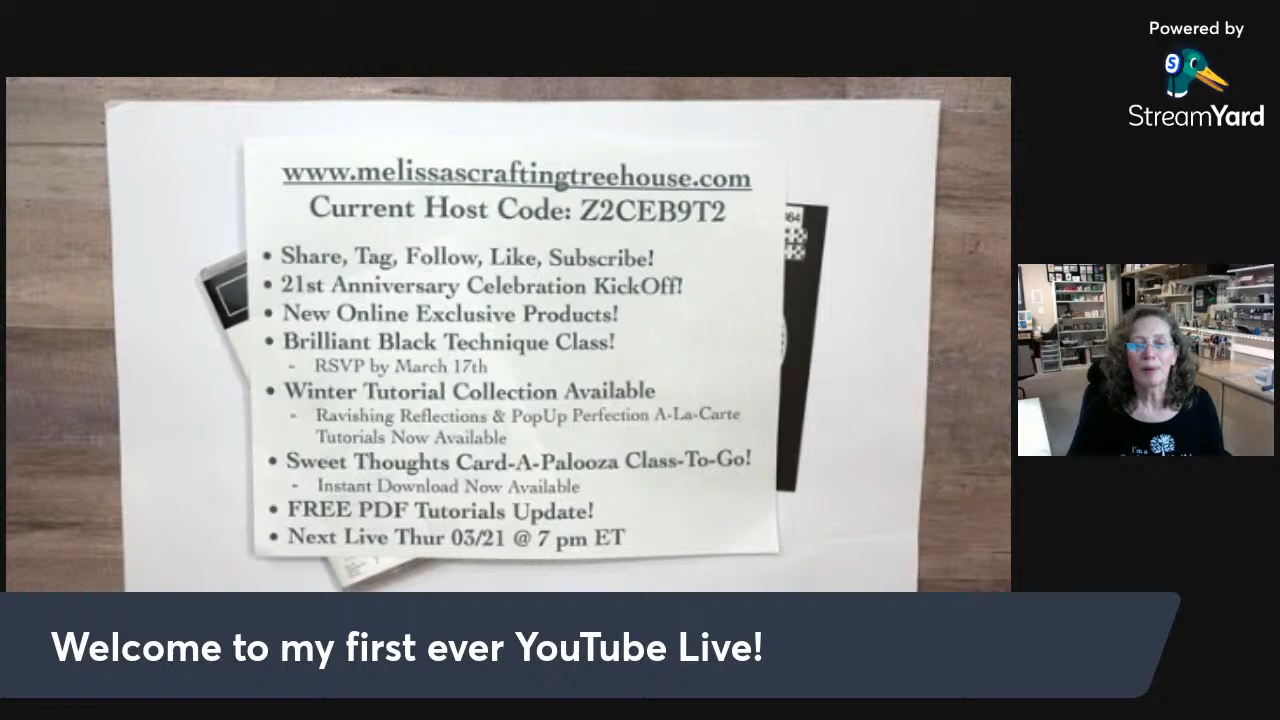 Powered by
S
StreamYard
www.melissascraftingtreehouse.com
Current Host Code: Z2CEB9T2
• Share, Tag, Follow, Like, Subscribe!
• 21st Anniversary Celebration KickOff!
• New Online Exclusive Products!
• Brilliant Black Technique Class!
- RSVP by March 17th
• Winter Tutorial Collection Available
- Ravishing Reflections & PopUp Perfection A-La-Carte
Tutorials Now Available
• Sweet Thoughts Card-A-Palooza Class-To-Go!
- Instant Download Now Available
• FREE PDF Tutorials Update!
• Next Live Thur 03/21 @ 7 pm ET
I'm a
Welcome to my first ever YouTube Live!